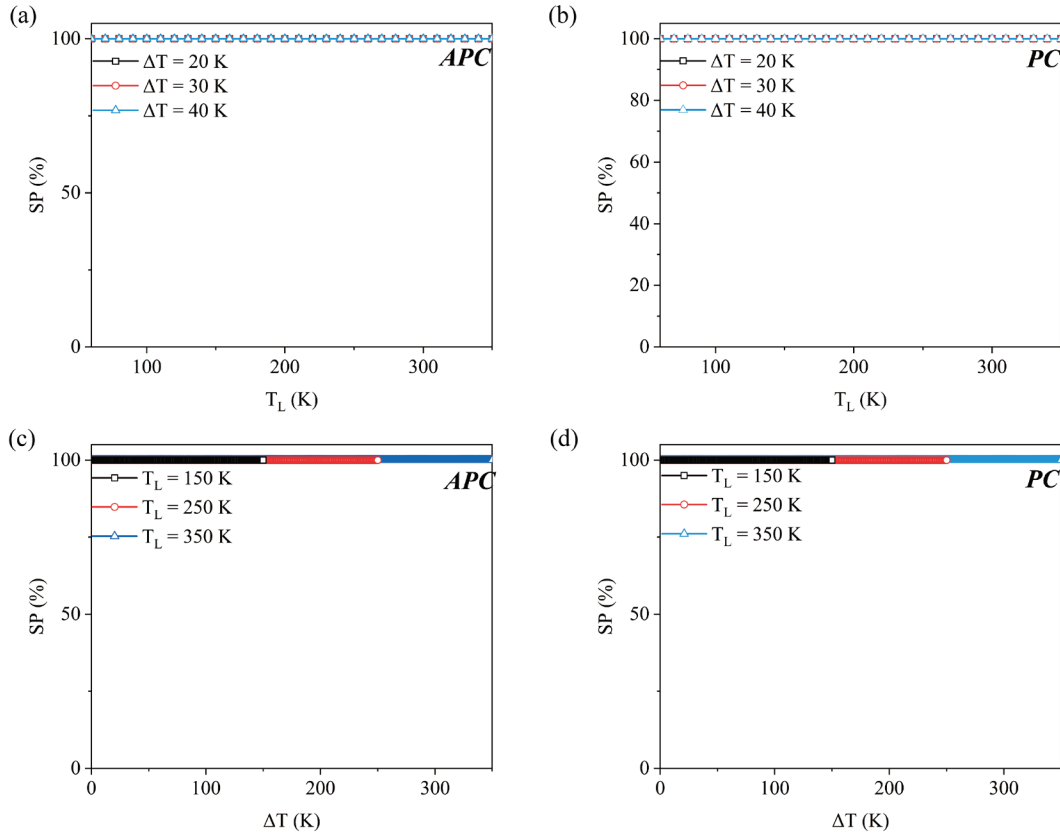 (a)
100
50
0
SP (%)
APC
ΔT = 20 K
ΔT = 30 K
ΔT = 40 K
100
200
300
T_L (K)
(b)
100
80
60
40
20
0
SP (%)
PC
ΔT = 20 K
ΔT = 30 K
ΔT = 40 K
100
200
300
T_L (K)
(c)
100
50
0
SP (%)
APC
T_L = 150 K
T_L = 250 K
T_L = 350 K
0
100
200
300
ΔT (K)
(d)
100
50
0
SP (%)
PC
T_L = 150 K
T_L = 250 K
T_L = 350 K
0
100
200
300
ΔT (K)